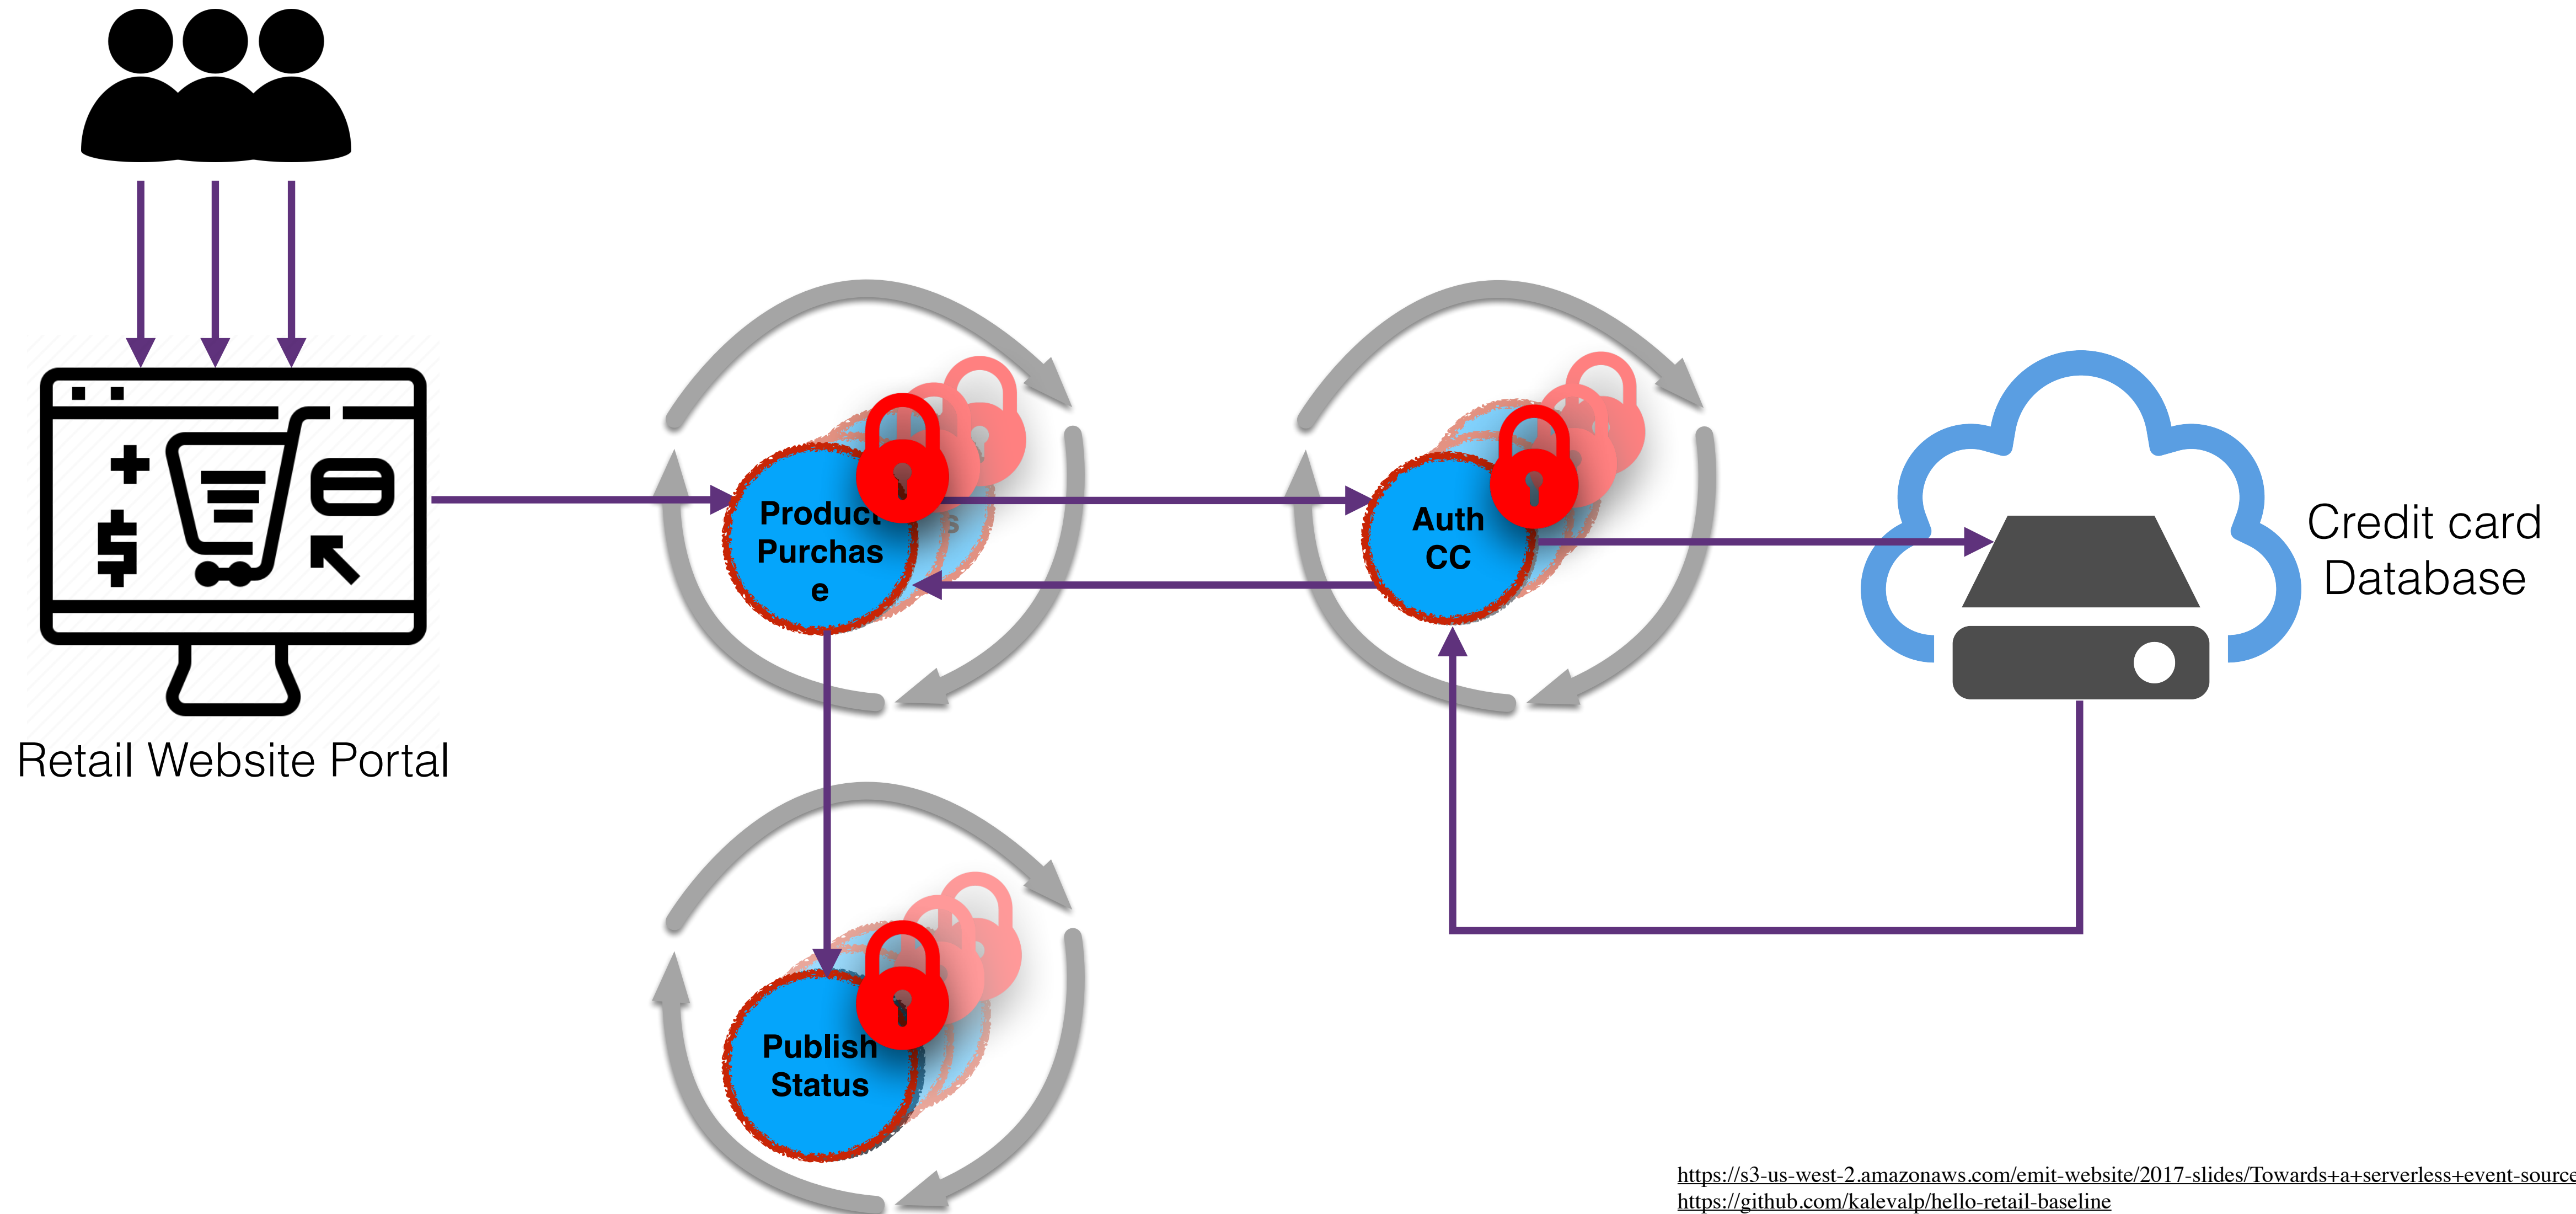 Retail Website Portal
Product
Purchas
e
s
Auth
CC
Credit card
Database
Publish
Status
https://s3-us-west-2.amazonaws.com/emit-website/2017-slides/Towards+a+serverless+event-source
https://github.com/kalevalp/hello-retail-baseline